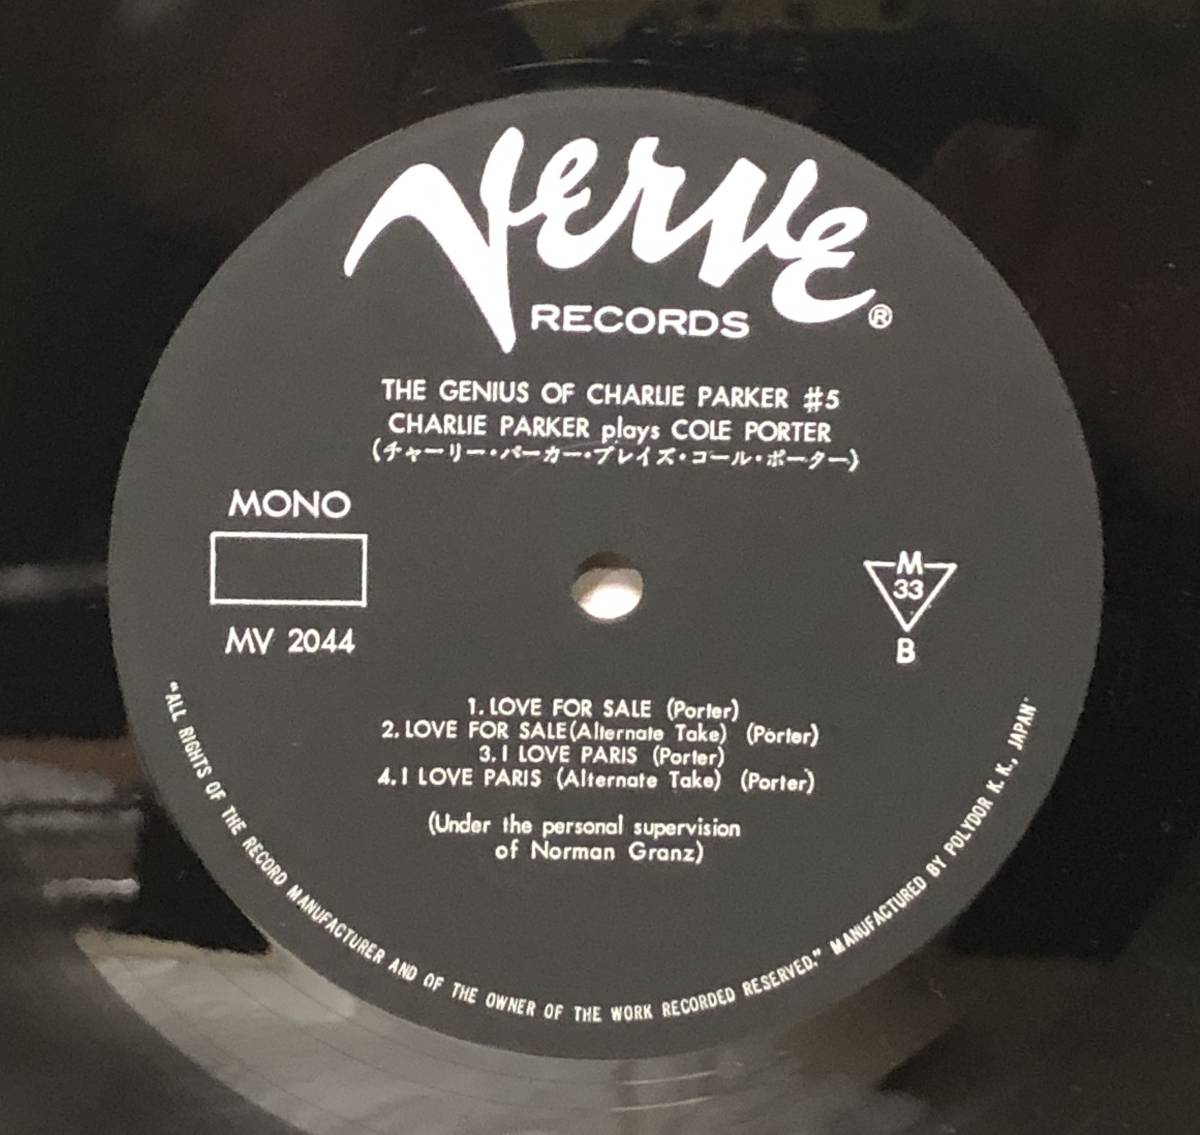 Verve
RECORDS
®
THE GENIUS OF CHARLIE PARKER #5
CHARLIE PARKER plays COLE PORTER
(チャーリー・パーカー・プレイズ・コール・ポーター)
MONO
MV 2044
M
33
B
1. LOVE FOR SALE (Porter)
2. LOVE FOR SALE (Alternate Take) (Porter)
3. I LOVE PARIS (Porter)
4. I LOVE PARIS (Alternate Take) (Porter)
(Under the personal supervision
of Norman Granz)
"ALL RIGHTS OF THE RECORD MANUFACTURER AND OF THE OWNER OF THE WORK RECORDED RESERVED." MANUFACTURED BY POLYDOR K. K., JAPAN